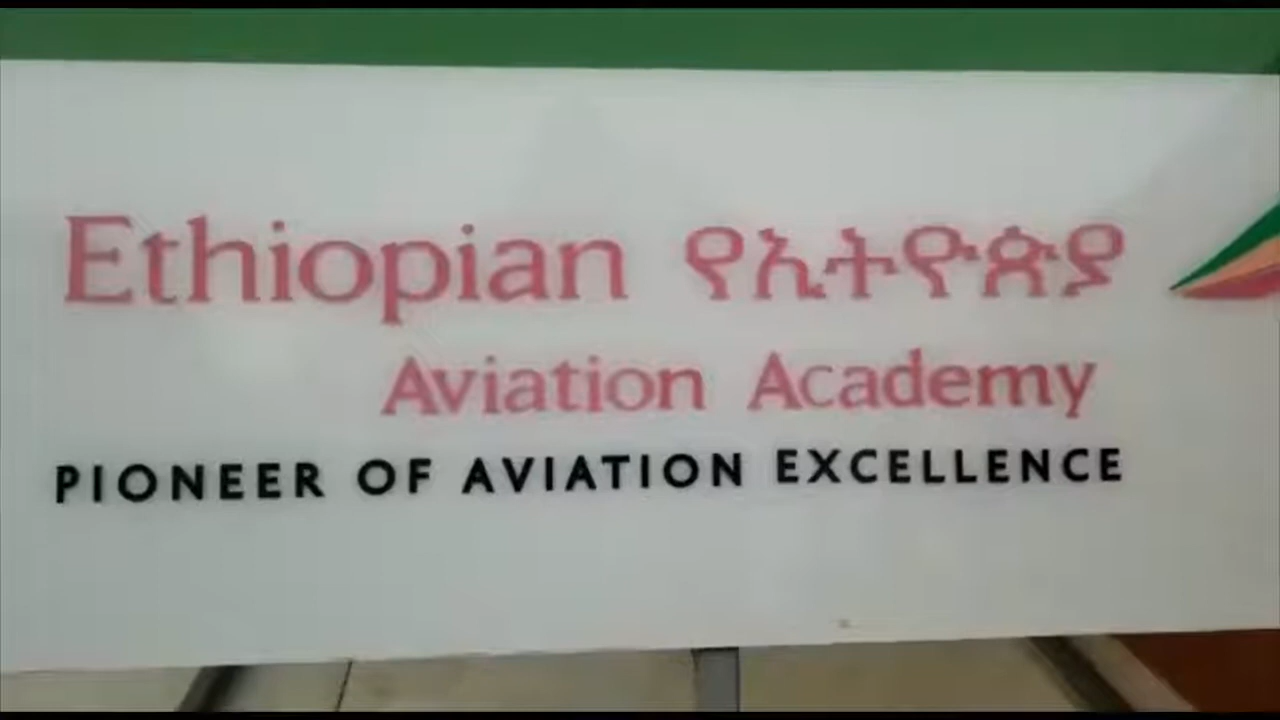 Ethiopian የኢትዮጵያ
Aviation Academy
PIONEER OF AVIATION EXCELLENCE